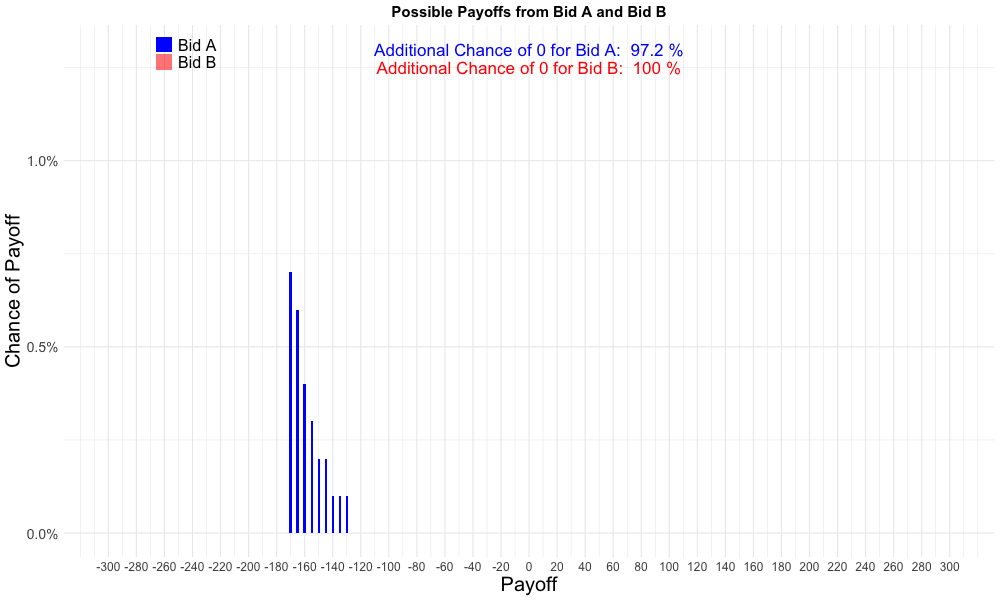 Possible Payoffs from Bid A and Bid B
Bid A
Bid B
Additional Chance of 0 for Bid A: 97.2 %
Additional Chance of 0 for Bid B: 100 %
Chance of Payoff
1.0%
0.5%
0.0%
-300 -280 -260 -240 -220 -200 -180 -160 -140 -120 -100 -80 -60 -40 -20 0 20 40 60 80 100 120 140 160 180 200 220 240 260 280 300
Payoff